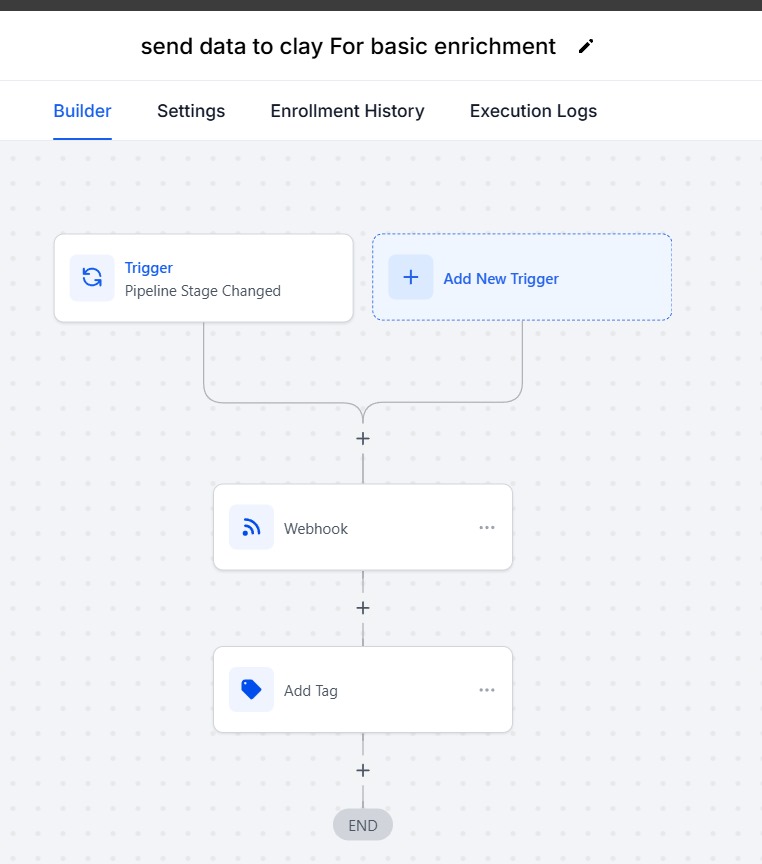 send data to clay For basic enrichment
Builder Settings Enrollment History Execution Logs
Trigger
Pipeline Stage Changed
Add New Trigger
Webhook
Add Tag
END